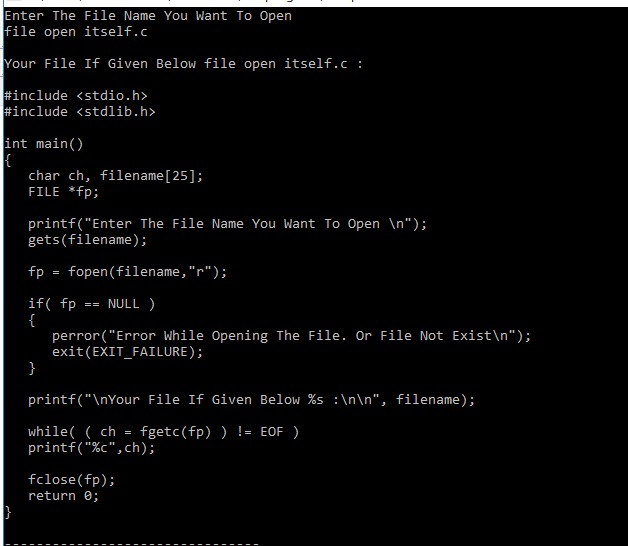 Enter The File Name You Want To Open
file open itself.c
Your File If Given Below file open itself.c :
#include <stdio.h>
#include <stdlib.h>
int main()
{
char ch, filename[25];
FILE *fp;
printf("Enter The File Name You Want To Open \n");
gets(filename);
fp = fopen(filename,"r");
if( fp == NULL )
{
perror("Error While Opening The File. Or File Not Exist\n");
exit(EXIT_FAILURE);
}
printf("\nYour File If Given Below %s :\n\n", filename);
while( ( ch = fgetc(fp) ) != EOF )
printf("%c",ch);
fclose(fp);
return 0;
}
--------------------------------